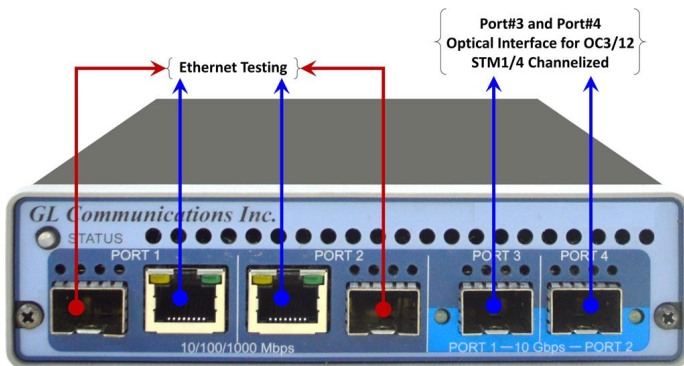 Port#3 and Port#4
Optical Interface for OC3/12
STM1/4 Channelized
Ethernet Testing
GL Communications Inc.
STATUS
PORT 1
PORT 2
PORT 3
PORT 4
10/100/1000 Mbps
PORT 1 — 10 Gbps — PORT 2